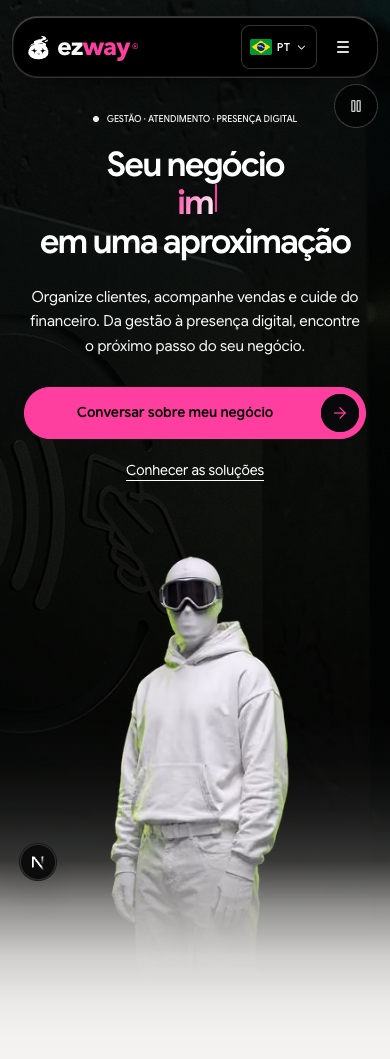 ezway®
PT
GESTÃO · ATENDIMENTO · PRESENÇA DIGITAL
Seu negócio
im
em uma aproximação
Organize clientes, acompanhe vendas e cuide do
financeiro. Da gestão à presença digital, encontre
o próximo passo do seu negócio.
Conversar sobre meu negócio
Conhecer as soluções
N